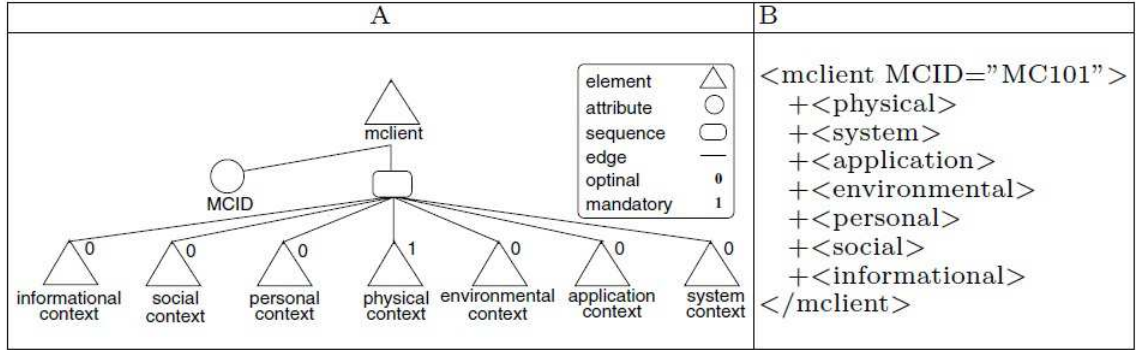 A
B
element
attribute
sequence
edge
optinal 0
mandatory 1
mclient
MCID
0 0 0 1 0 0 0
informational social personal physical environmental application system
context context context context context context context
<mclient MCID=”MC101”>
+<physical>
+<system>
+<application>
+<environmental>
+<personal>
+<social>
+<informational>
</mclient>